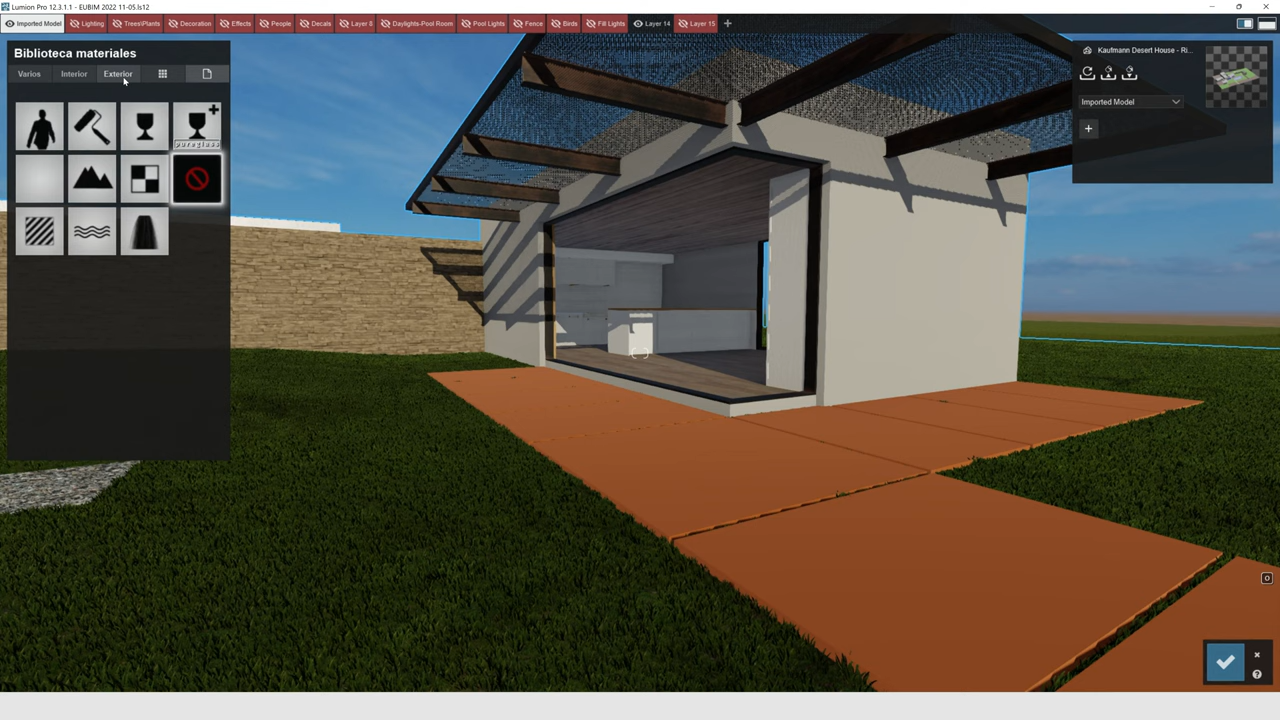 Lumion Pro 12.3.1.1 - EUBIM 2022 11-05.ls12
Imported Model
Lighting
Trees\Plants
Decoration
Effects
People
Decals
Layer 8
Daylights-Pool Room
Pool Lights
Fence
Birds
Fill Lights
Layer 14
Layer 15
Biblioteca materiales
Varios
Interior
Exterior
pureglass
Kaufmann Desert House - Ri...
Imported Model
O